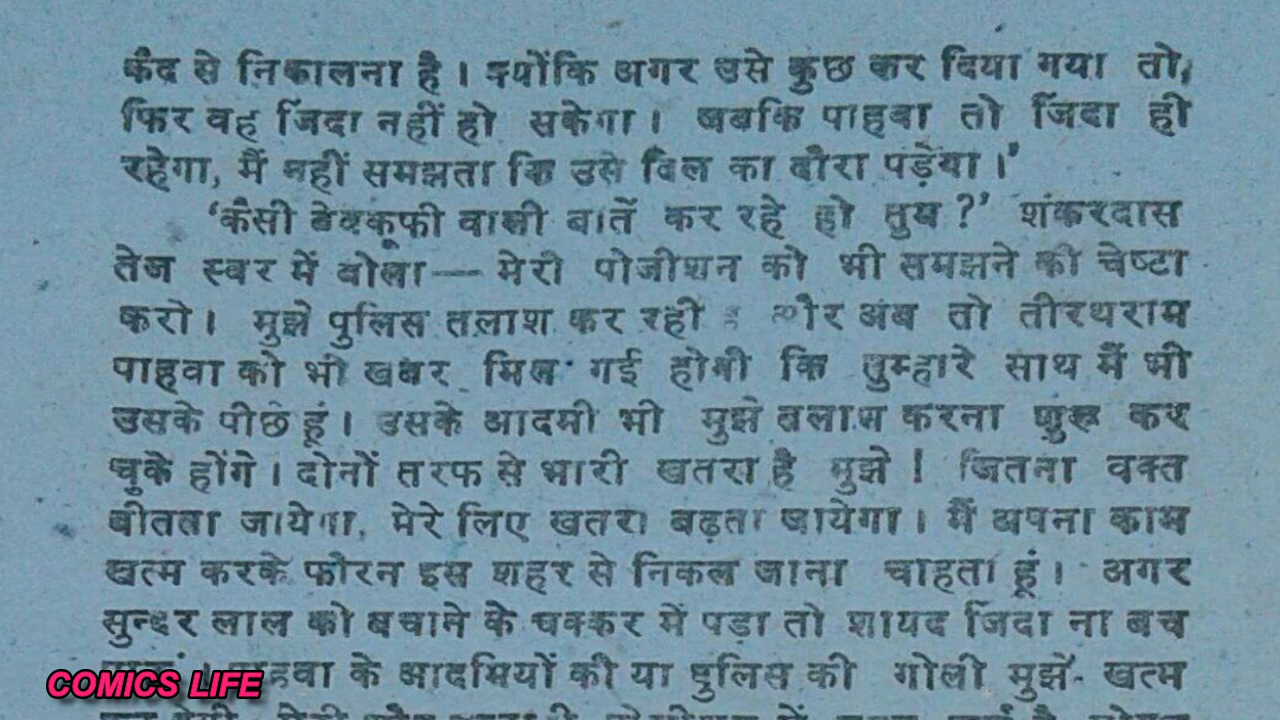 कैद से निकालना है। क्योंकि अगर उसे कुछ कर दिया गया तो,
फिर वह जिंदा नहीं हो सकेगा। जबकि पाहवा तो जिंदा ही
रहेगा, मैं नहीं समझता कि उसे दिल का दौरा पड़ेगा।'
'कैसी बेवकूफी वाली बातें कर रहे हो तुम?' शंकरदास
तेज स्वर में बोला— मेरी पोजीशन को भी समझने की चेष्टा
करो। मुझे पुलिस तलाश कर रही और अब तो तीरथराम
पाहवा को भी खबर मिल गई होगी कि तुम्हारे साथ मैं भी
उसके पीछे हूं। उसके आदमी भी मुझे तलाश करना शुरू कर
चुके होंगे। दोनों तरफ से भारी खतरा है मुझे! जितना वक्त
बीतता जायेगा, मेरे लिए खतरा बढ़ता जायेगा। मैं अपना काम
खत्म करके फौरन इस शहर से निकल जाना चाहता हूं। अगर
सुन्दर लाल को बचाने के चक्कर में पड़ा तो शायद जिंदा ना बच
के आदमियों की या पुलिस की गोली मुझे खत्म
COMICS LIFE